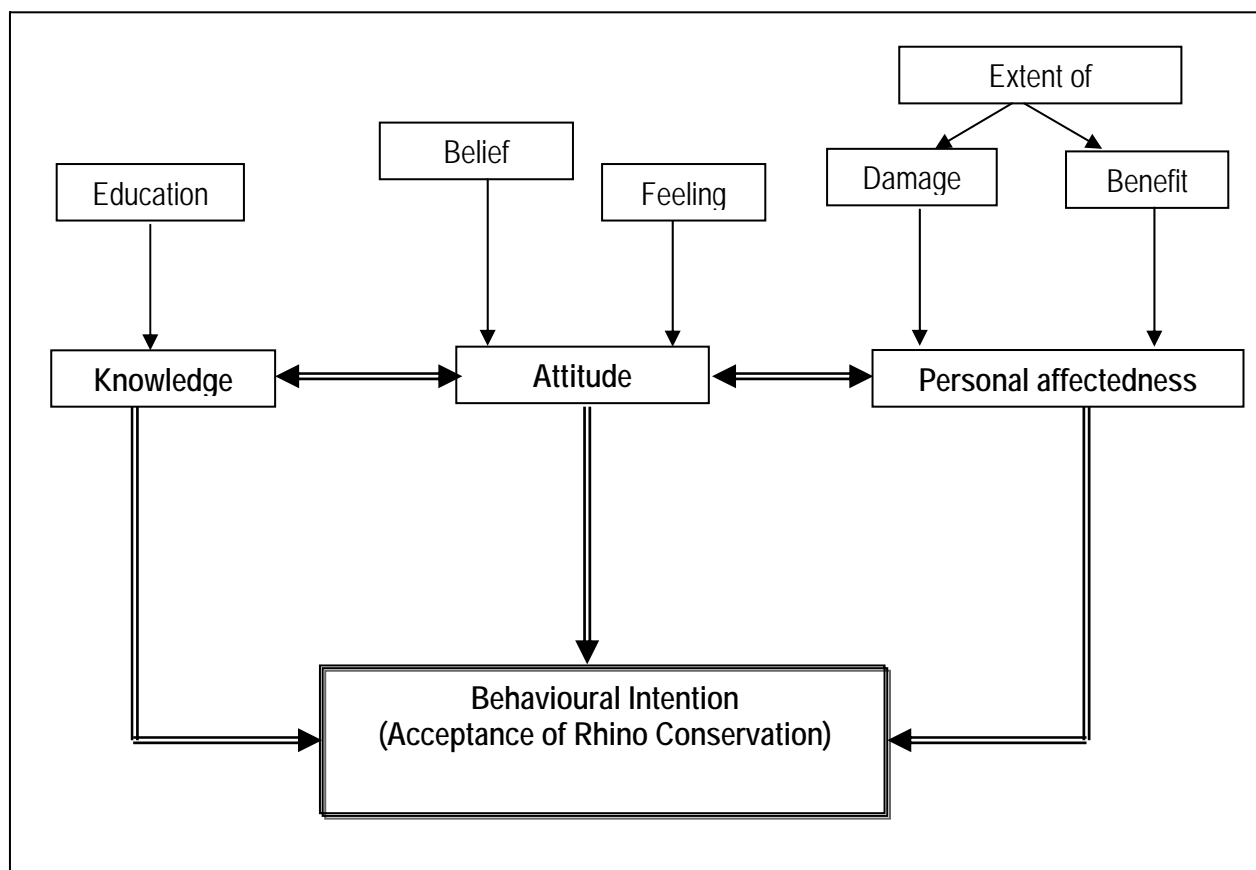 Extent of
Belief
Damage
Benefit
Education
Feeling
Knowledge
Attitude
Personal affectedness
Behavioural Intention
(Acceptance of Rhino Conservation)